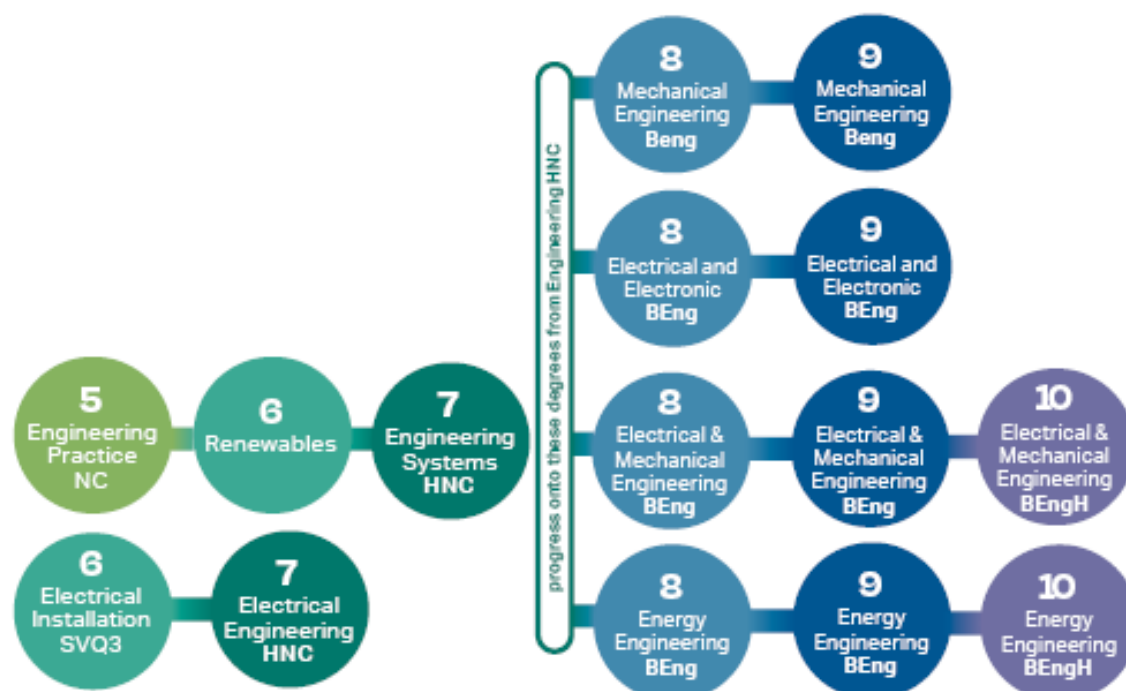 8
Mechanical
Engineering
Beng
9
Mechanical
Engineering
Beng
progress onto these degrees from Engineering HNC
8
Electrical and
Electronic
BEng
9
Electrical and
Electronic
BEng
5
Engineering
Practice
NC
6
Renewables
7
Engineering
Systems
HNC
8
Electrical &
Mechanical
Engineering
BEng
9
Electrical &
Mechanical
Engineering
BEng
10
Electrical &
Mechanical
Engineering
BEngH
6
Electrical
Installation
SVQ3
7
Electrical
Engineering
HNC
8
Energy
Engineering
BEng
9
Energy
Engineering
BEng
10
Energy
Engineering
BEngH